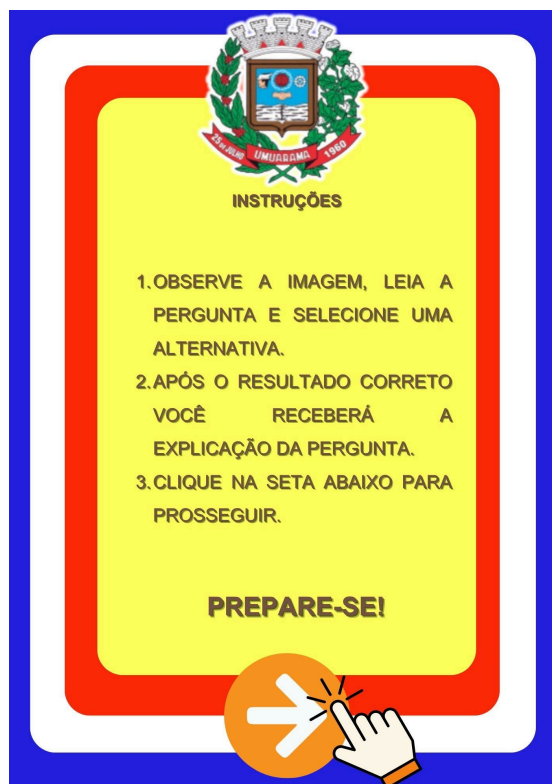 25 DE JULHO UMUARAMA 1960
INSTRUÇÕES
1. OBSERVE A IMAGEM, LEIA A
PERGUNTA E SELECIONE UMA
ALTERNATIVA.
2. APÓS O RESULTADO CORRETO
VOCÊ RECEBERÁ A
EXPLICAÇÃO DA PERGUNTA.
3. CLIQUE NA SETA ABAIXO PARA
PROSSEGUIR.
PREPARE-SE!